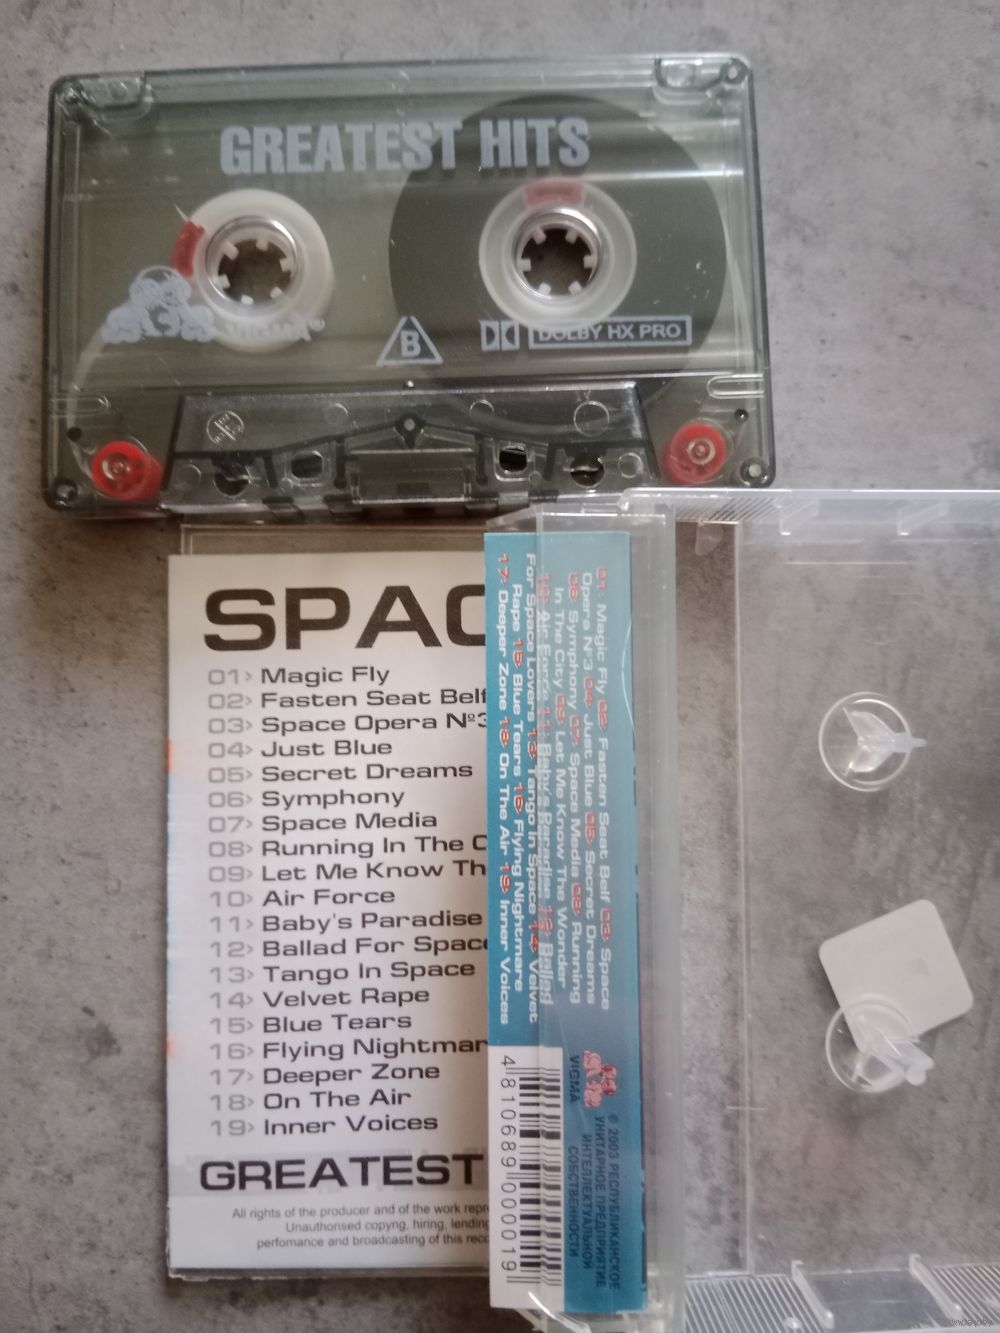 GREATEST HITS
VIGMA
B
DOLBY HX PRO
SPAC
01> Magic Fly
02> Fasten Seat Belf
03> Space Opera Nº3
04> Just Blue
05> Secret Dreams
06> Symphony
07> Space Media
08> Running In The C
09> Let Me Know Th
10> Air Force
11> Baby's Paradise
12> Ballad For Space
13> Tango In Space
14> Velvet Rape
15> Blue Tears
16> Flying Nightmar
17> Deeper Zone
18> On The Air
19> Inner Voices
GREATEST
All rights of the producer and of the work repr
Unauthorised copyng, hiring, lending
perfomance and broadcasting of this reco
01> Magic Fly 02> Fasten Seat Belf 03> Space
Opera Nº3 04> Just Blue 05> Secret Dreams
06> Symphony 07> Space Media 08> Running
In The City 09> Let Me Know The Wonder
10> Air Force 11> Baby's Paradise 12> Ballad
For Space Lovers 13> Tango In Space 14> Velvet
Rape 15> Blue Tears 16> Flying Nightmare
17> Deeper Zone 18> On The Air 19> Inner Voices
VIGMA
© 2003 РЕСПУБЛИКАНСКОЕ
УНИТАРНОЕ ПРЕДПРИЯТИЕ
ИНТЕЛЛЕКТУАЛЬНОЙ
СОБСТВЕННОСТИ
4 810689 000019